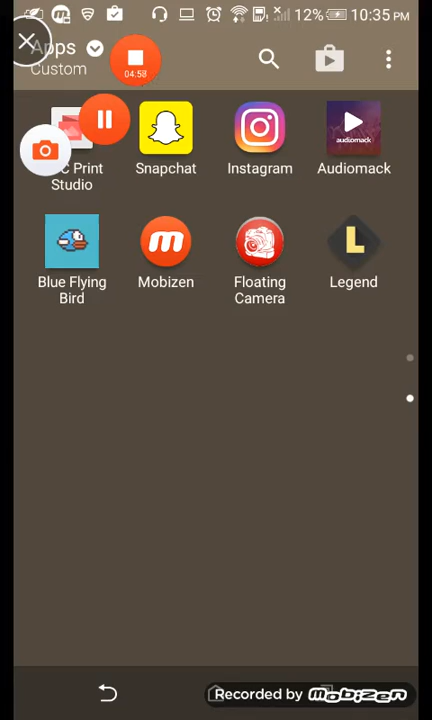 12% 10:35 PM
Apps
Custom
04:58
C Print
Studio
Snapchat
Instagram
audiomack
Audiomack
Blue Flying
Bird
m
Mobizen
Floating
Camera
L
Legend
Recorded by mobizen